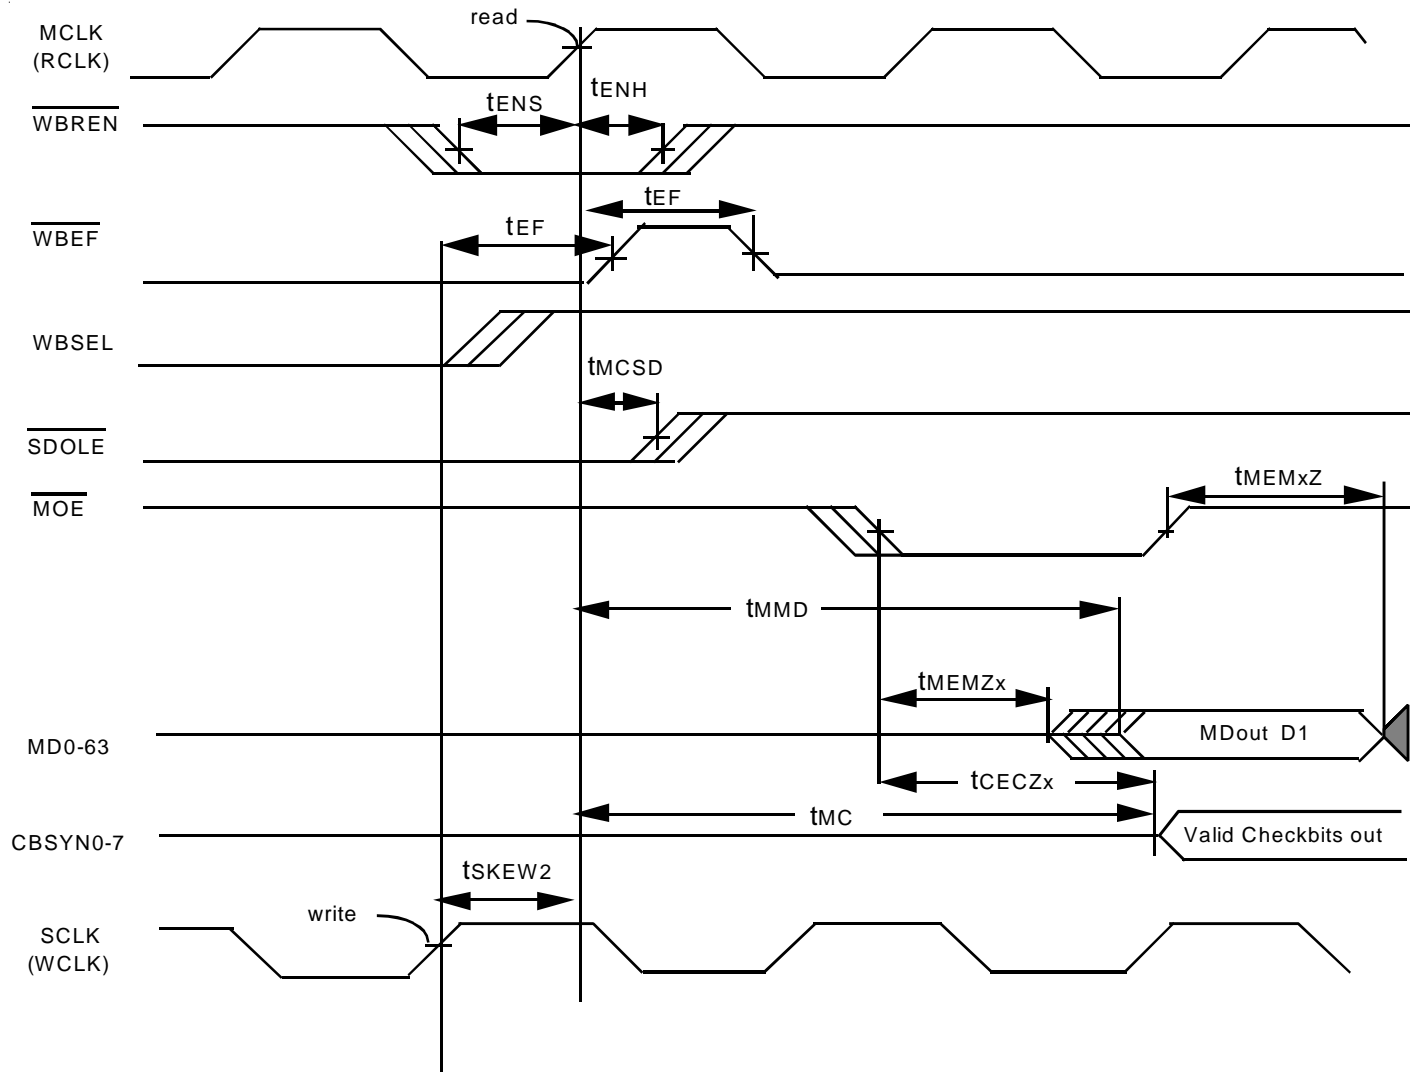 read
MCLK
(RCLK)
tENS
tENH
WBREN
tEF
tEF
WBEF
WBSEL
tMCSD
SDOLE
tMEMxZ
MOE
tMMD
tMEMZx
MD0-63
MDout D1
tCECZx
tMC
CBSYN0-7
Valid Checkbits out
tSKEW2
write
SCLK
(WCLK)